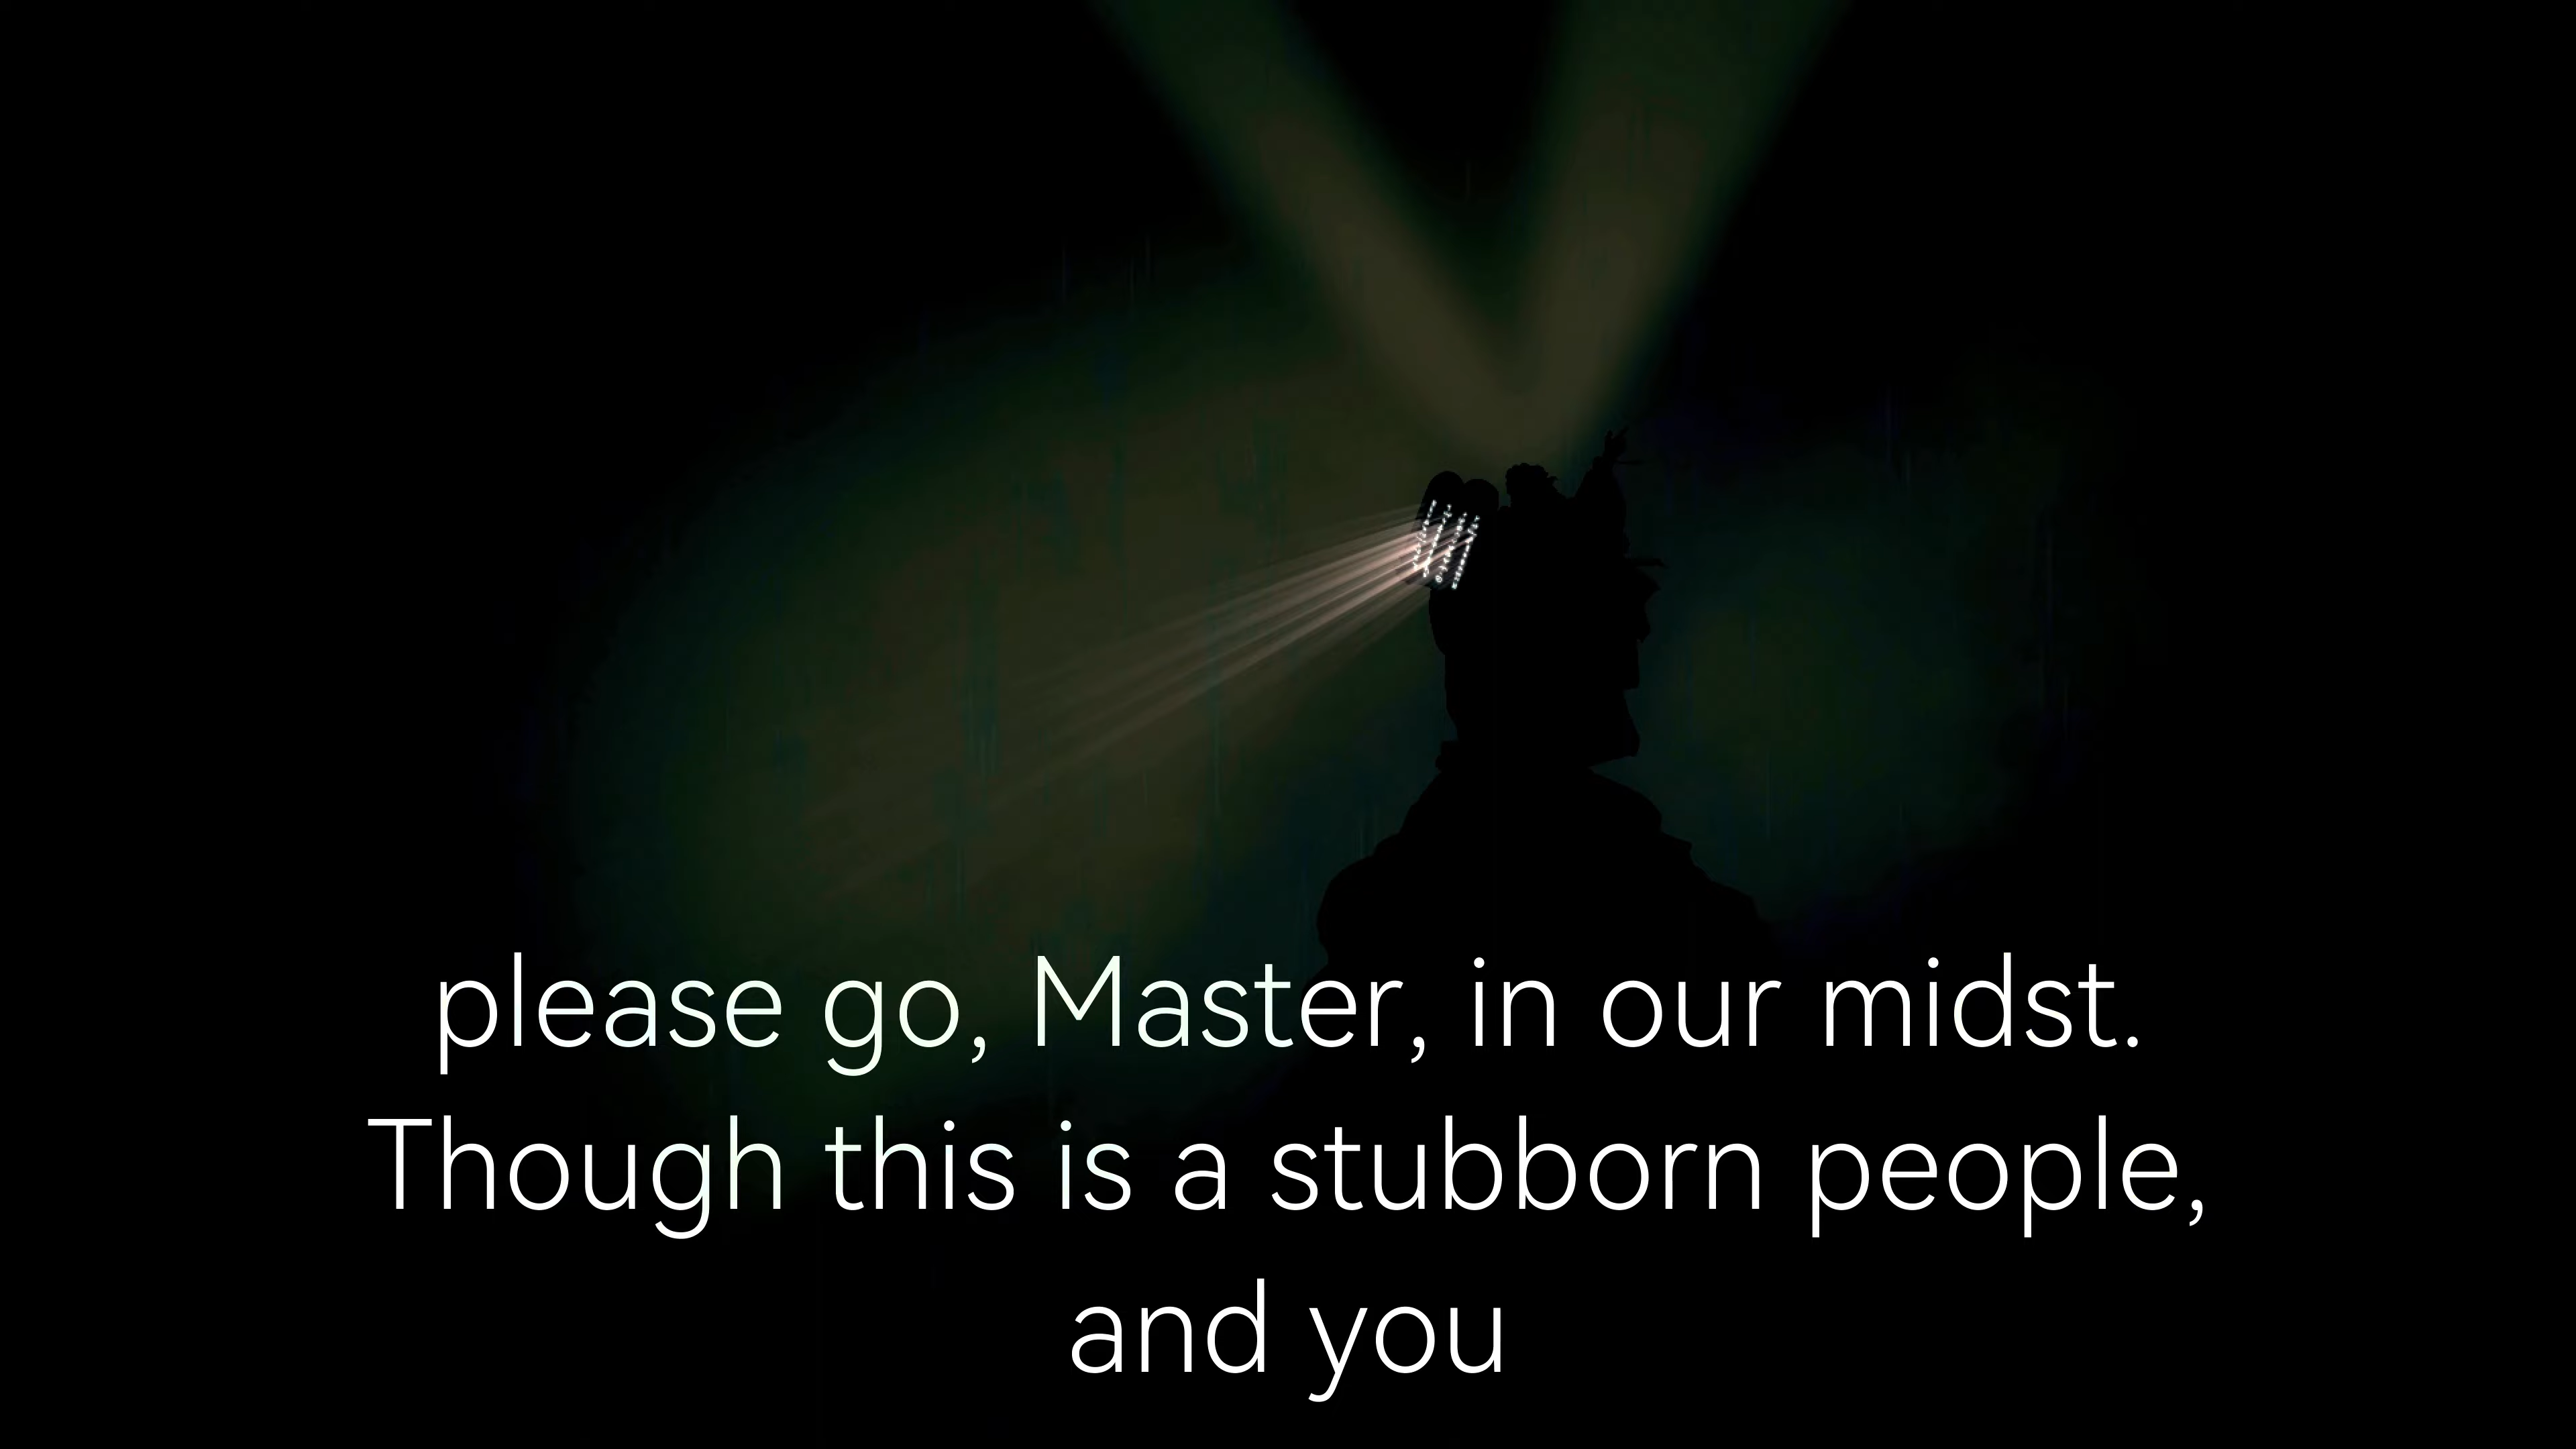 please go, Master, in our midst.
Though this is a stubborn people,
and you